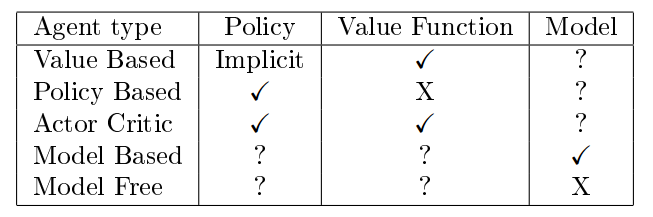 Agent type Policy Value Function Model
Value Based Implicit ✓ ?
Policy Based ✓ X ?
Actor Critic ✓ ✓ ?
Model Based ? ? ✓
Model Free ? ? X